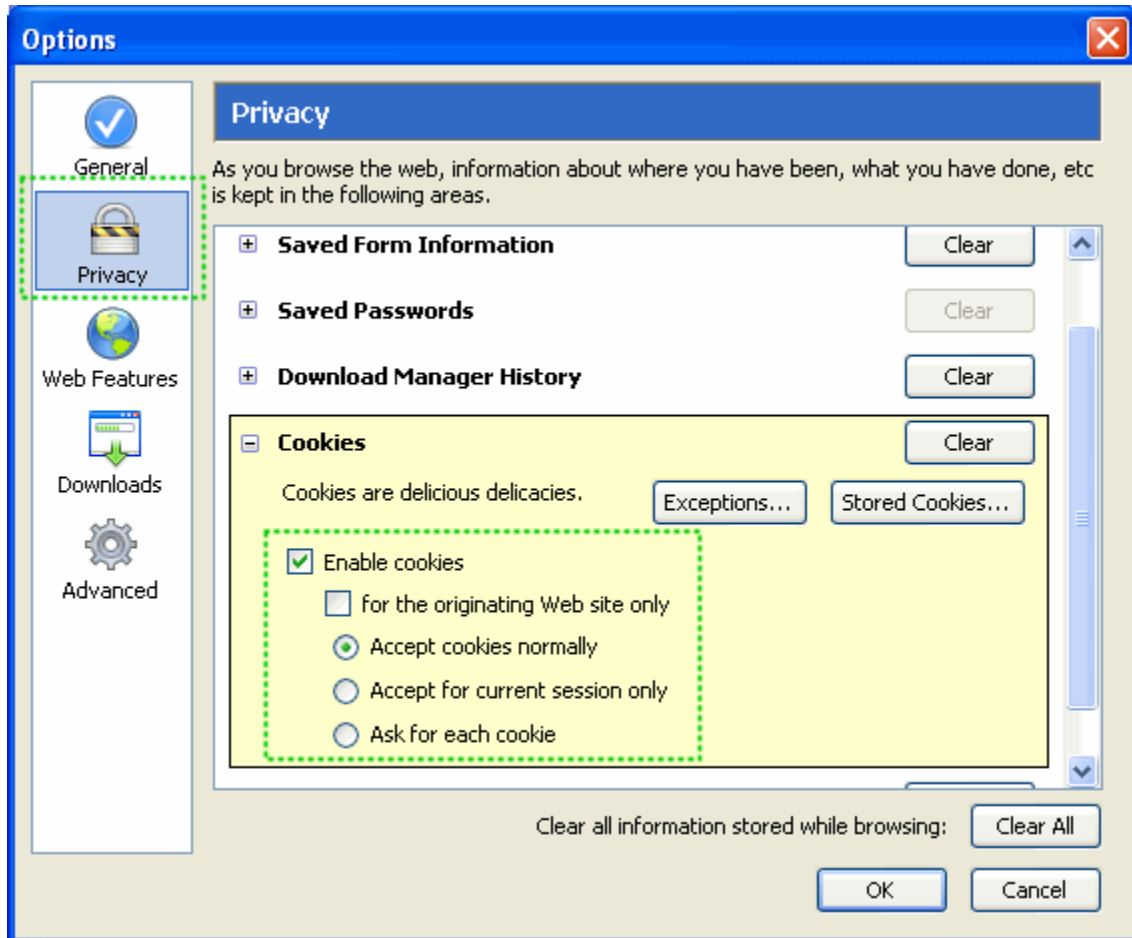 Options
General
Privacy
Web Features
Downloads
Advanced
Privacy
As you browse the web, information about where you have been, what you have done, etc
is kept in the following areas.
Saved Form Information Clear
Saved Passwords Clear
Download Manager History Clear
Cookies Clear
Cookies are delicious delicacies. Exceptions... Stored Cookies...
Enable cookies
for the originating Web site only
Accept cookies normally
Accept for current session only
Ask for each cookie
Clear all information stored while browsing: Clear All
OK Cancel